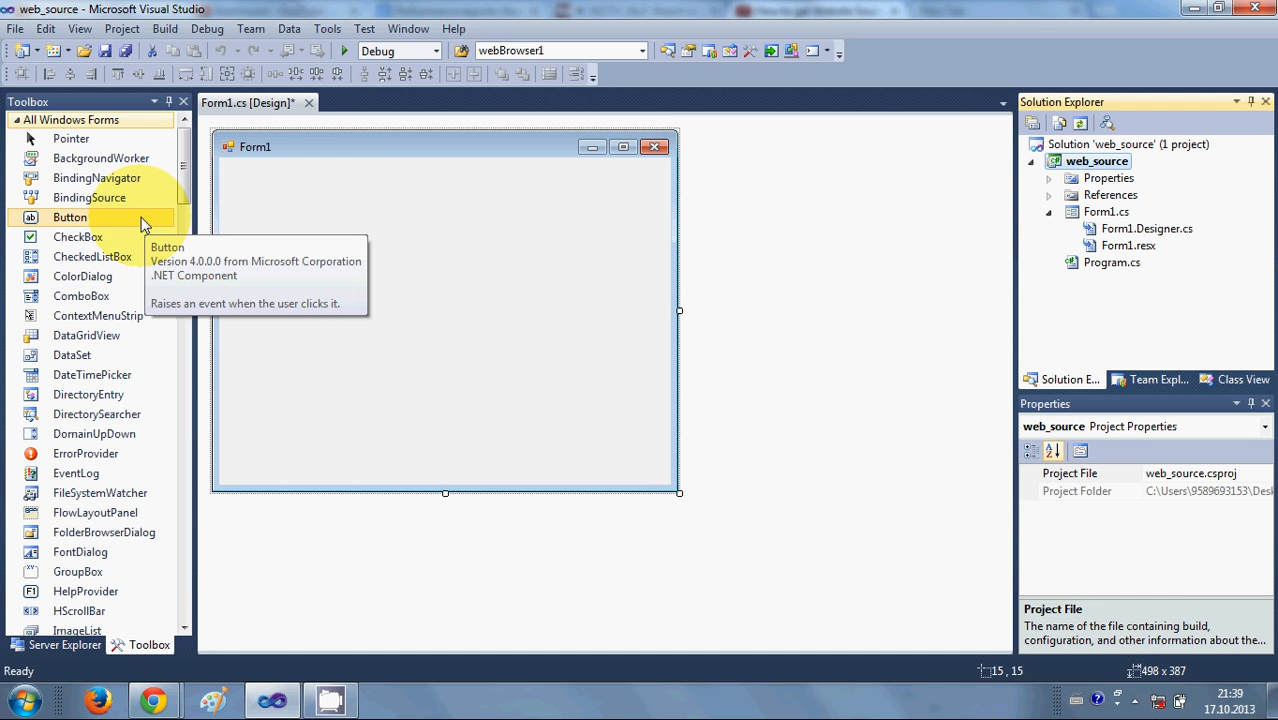 web_source - Microsoft Visual Studio
File Edit View Project Build Debug Team Data Tools Test Window Help
Debug webBrowser1
Toolbox
All Windows Forms
Pointer
BackgroundWorker
BindingNavigator
BindingSource
ab Button
CheckBox
CheckedListBox
ColorDialog
ComboBox
ContextMenuStrip
DataGridView
DataSet
DateTimePicker
DirectoryEntry
DirectorySearcher
DomainUpDown
ErrorProvider
EventLog
FileSystemWatcher
FlowLayoutPanel
FolderBrowserDialog
FontDialog
GroupBox
F1 HelpProvider
HScrollBar
ImageList
Server Explorer Toolbox
Form1.cs [Design]*
Form1
Button
Version 4.0.0.0 from Microsoft Corporation
.NET Component
Raises an event when the user clicks it.
Solution Explorer
Solution 'web_source' (1 project)
web_source
Properties
References
Form1.cs
Form1.Designer.cs
Form1.resx
Program.cs
Solution E... Team Expl... Class View
Properties
web_source Project Properties
Project File web_source.csproj
Project Folder C:\Users\9589693153\Desk
Project File
The name of the file containing build,
configuration, and other information about the...
Ready 15 , 15 498 x 387
21:39
17.10.2013